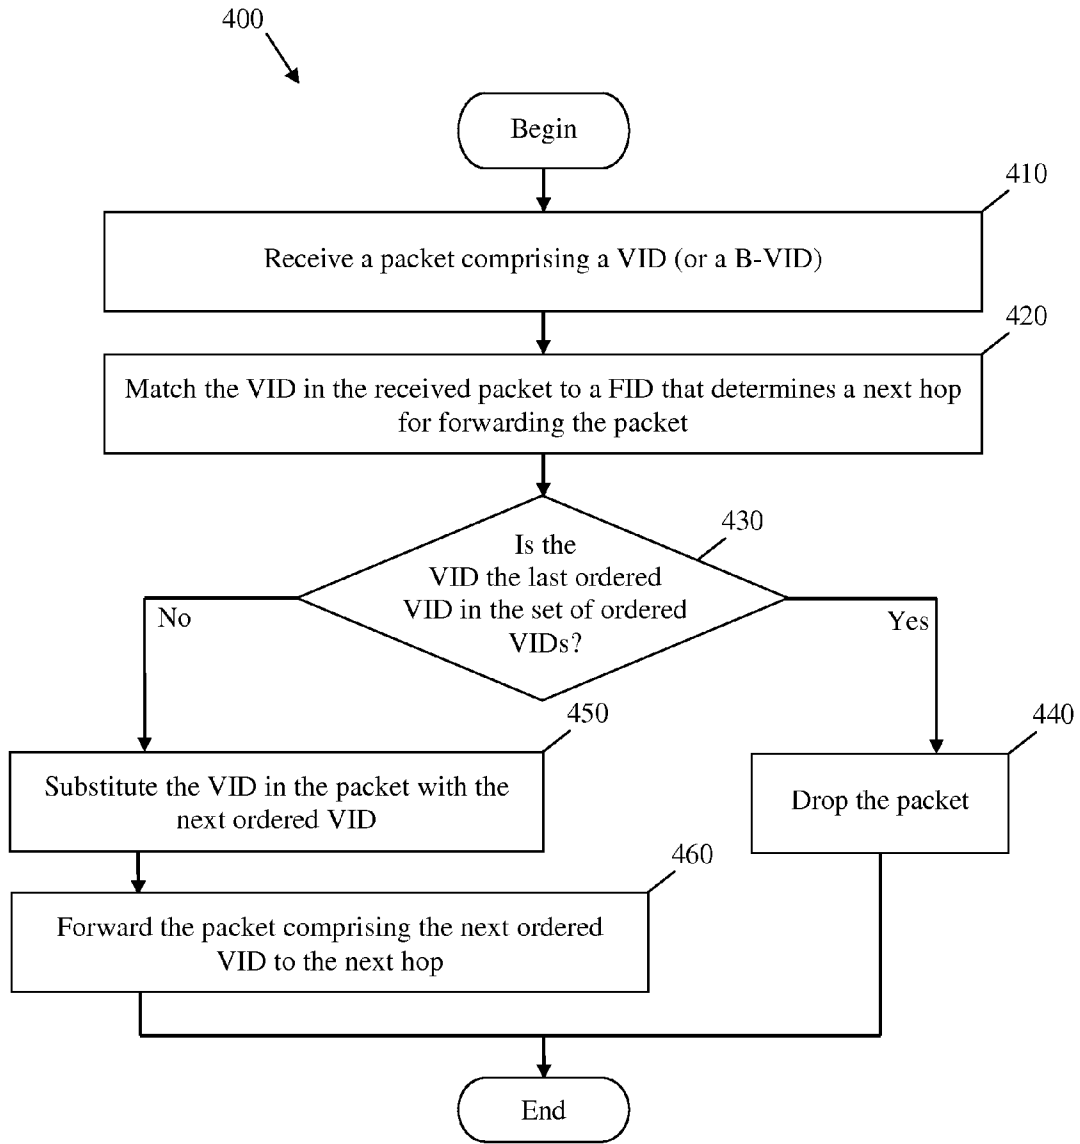 400
Begin
410
Receive a packet comprising a VID (or a B-VID)
420
Match the VID in the received packet to a FID that determines a next hop
for forwarding the packet
430
Is the
VID the last ordered
VID in the set of ordered
VIDs?
No
Yes
450
Substitute the VID in the packet with the
next ordered VID
440
Drop the packet
460
Forward the packet comprising the next ordered
VID to the next hop
End